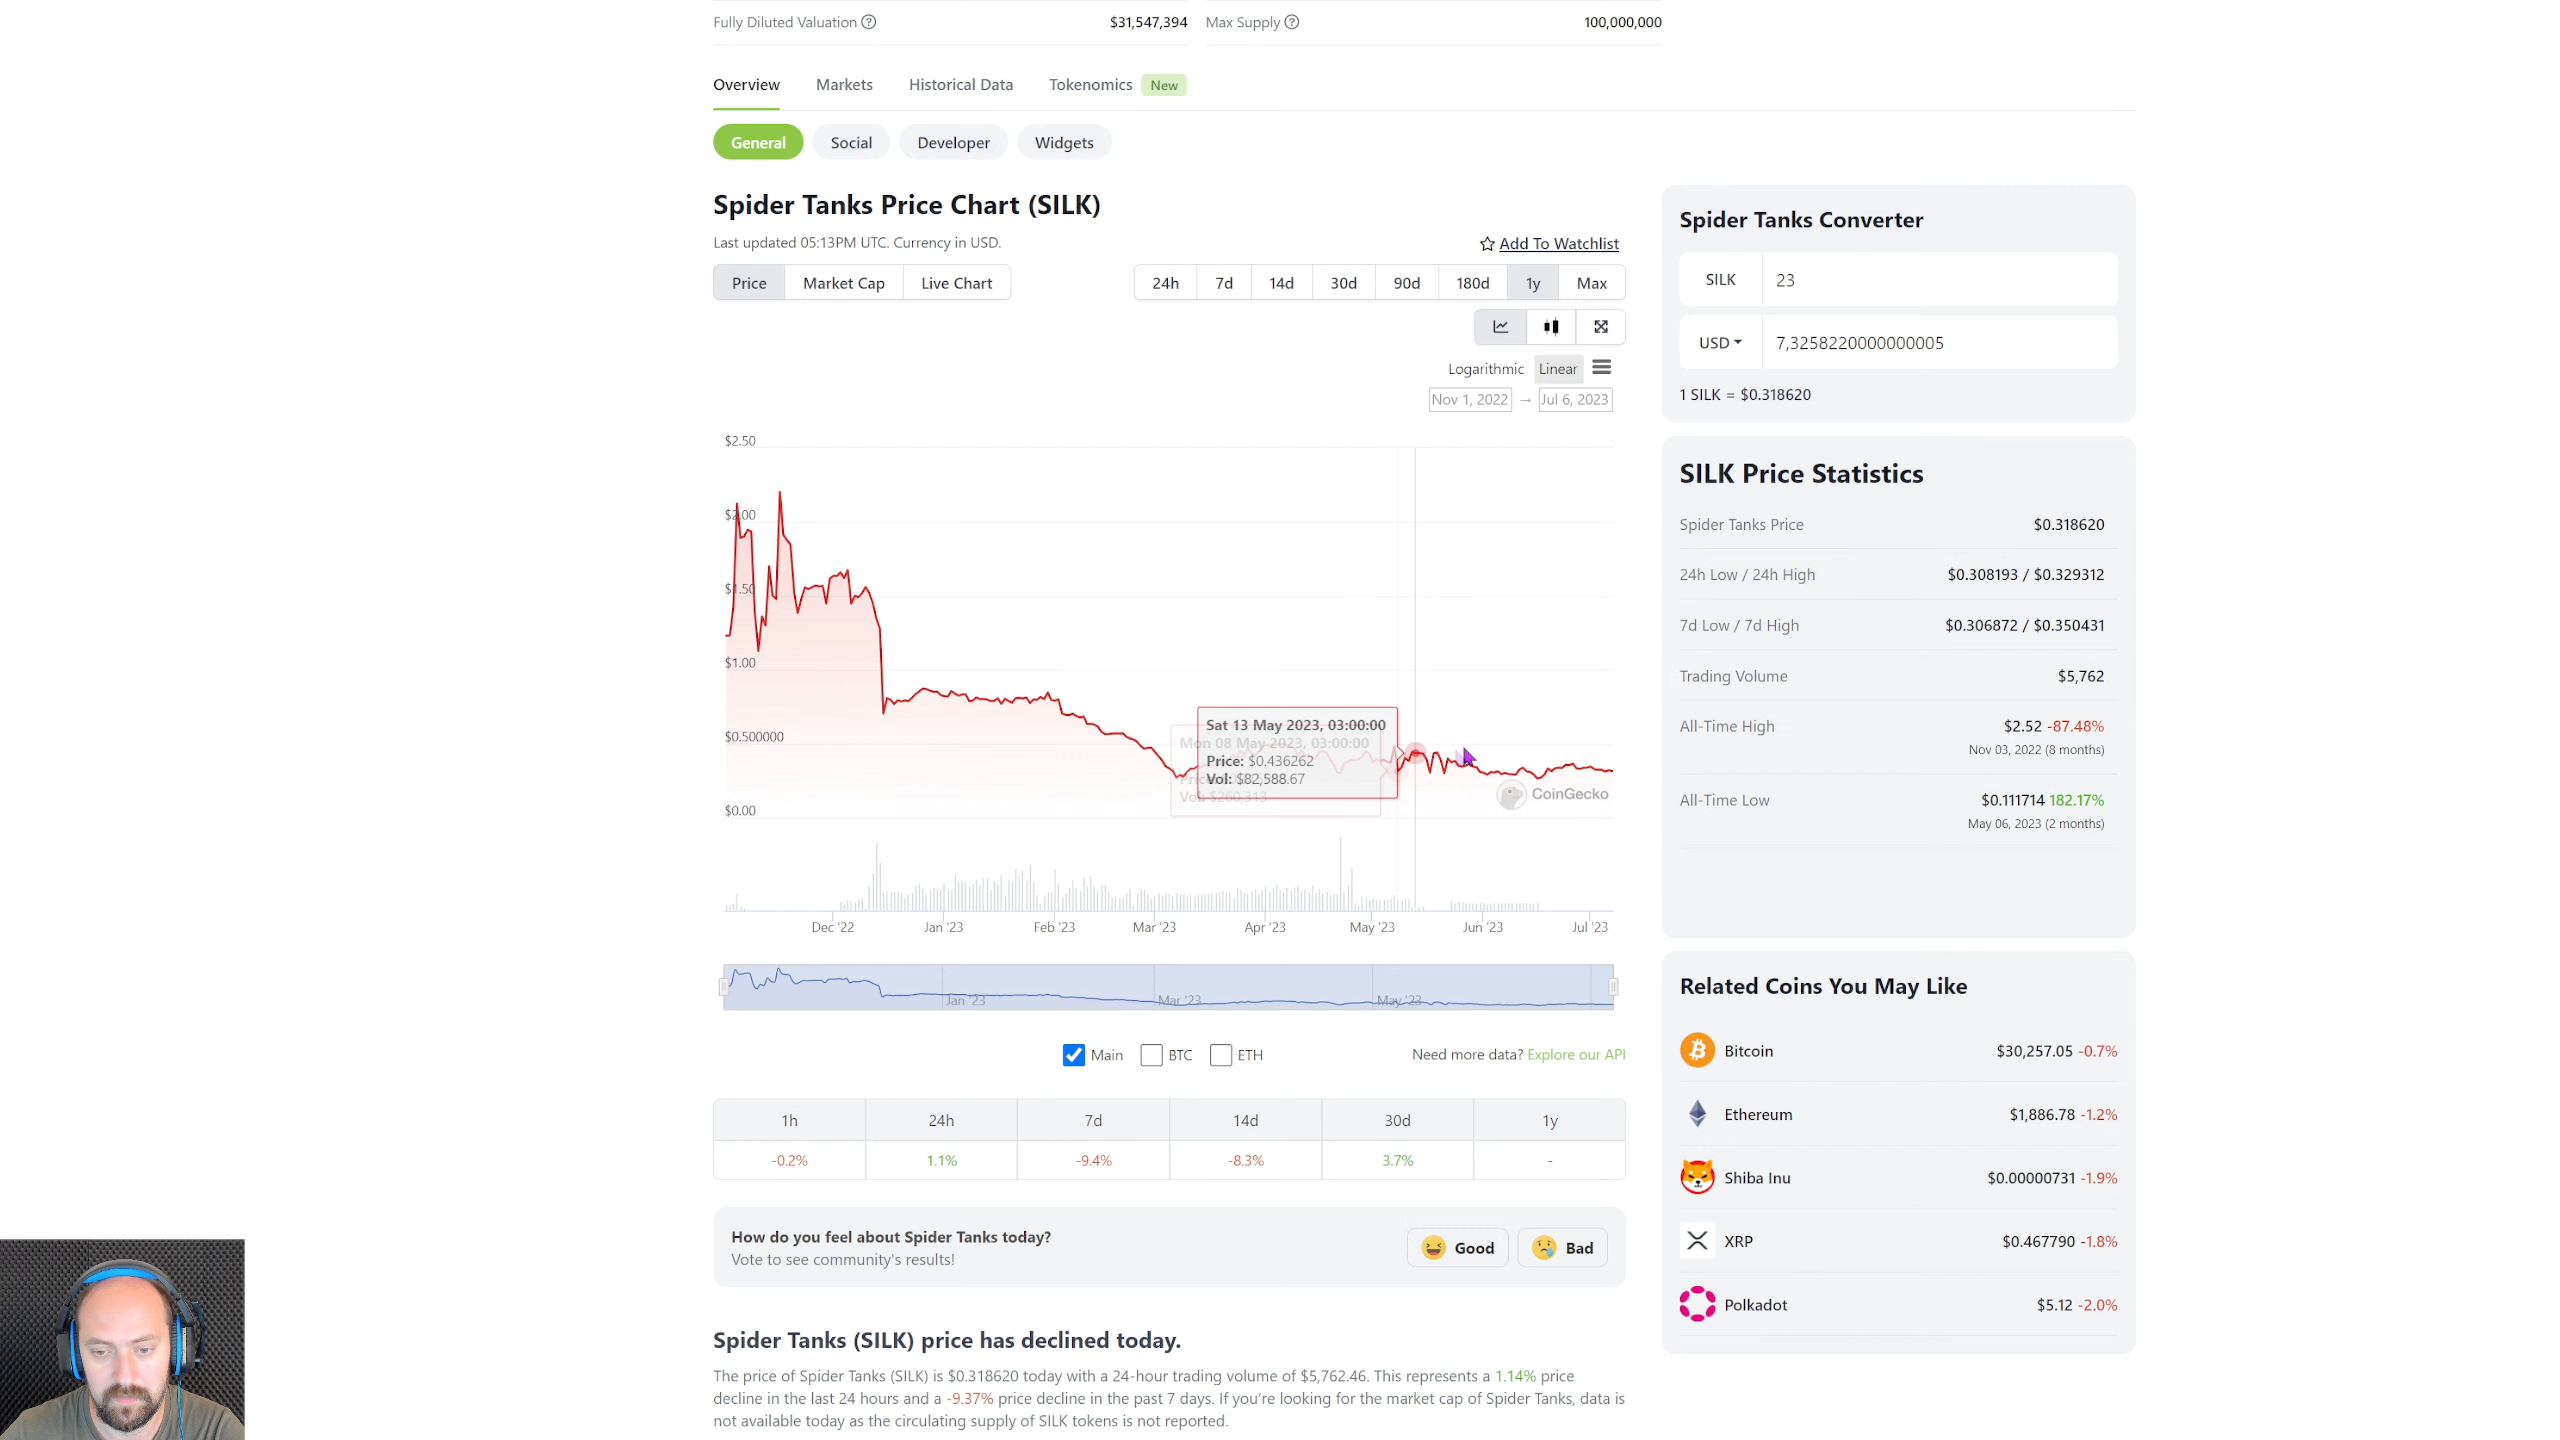 Fully Diluted Valuation $31,547,394 Max Supply 100,000,000
Overview Markets Historical Data Tokenomics New
General Social Developer Widgets
Spider Tanks Price Chart (SILK)
Last updated 05:13PM UTC. Currency in USD.
Add To Watchlist
Price Market Cap Live Chart
24h 7d 14d 30d 90d 180d 1y Max
Logarithmic Linear
Nov 1, 2022 → Jul 6, 2023
$2.50
$2.00
$1.50
$1.00
$0.500000
$0.00
Sat 13 May 2023, 03:00:00
Price: $0.436262
Vol: $82,588.67
Mon 08 May 2023, 03:00:00
Vol: $260,313
CoinGecko
Dec '22 Jan '23 Feb '23 Mar '23 Apr '23 May '23 Jun '23 Jul '23
Jan '23 Mar '23 May '23
Main BTC ETH
Need more data? Explore our API
1h 24h 7d 14d 30d 1y
-0.2% 1.1% -9.4% -8.3% 3.7% -
How do you feel about Spider Tanks today?
Vote to see community's results!
Good Bad
Spider Tanks (SILK) price has declined today.
The price of Spider Tanks (SILK) is $0.318620 today with a 24-hour trading volume of $5,762.46. This represents a 1.14% price
decline in the last 24 hours and a -9.37% price decline in the past 7 days. If you're looking for the market cap of Spider Tanks, data is
not available today as the circulating supply of SILK tokens is not reported.
Spider Tanks Converter
SILK 23
USD 7,3258220000000005
1 SILK = $0.318620
SILK Price Statistics
Spider Tanks Price $0.318620
24h Low / 24h High $0.308193 / $0.329312
7d Low / 7d High $0.306872 / $0.350431
Trading Volume $5,762
All-Time High $2.52 -87.48%
Nov 03, 2022 (8 months)
All-Time Low $0.111714 182.17%
May 06, 2023 (2 months)
Related Coins You May Like
Bitcoin $30,257.05 -0.7%
Ethereum $1,886.78 -1.2%
Shiba Inu $0.00000731 -1.9%
XRP $0.467790 -1.8%
Polkadot $5.12 -2.0%